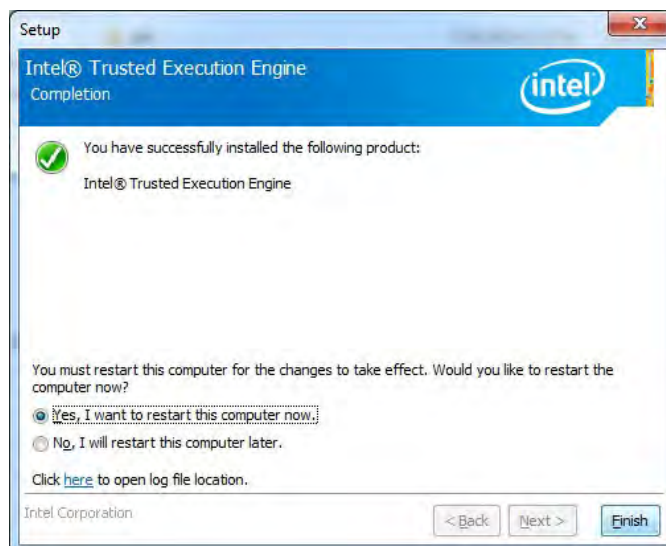 Setup
Intel® Trusted Execution Engine
Completion
intel
You have successfully installed the following product:
Intel® Trusted Execution Engine
You must restart this computer for the changes to take effect. Would you like to restart the
computer now?
Yes, I want to restart this computer now.
No, I will restart this computer later.
Click here to open log file location.
Intel Corporation
< Back
Next >
Finish